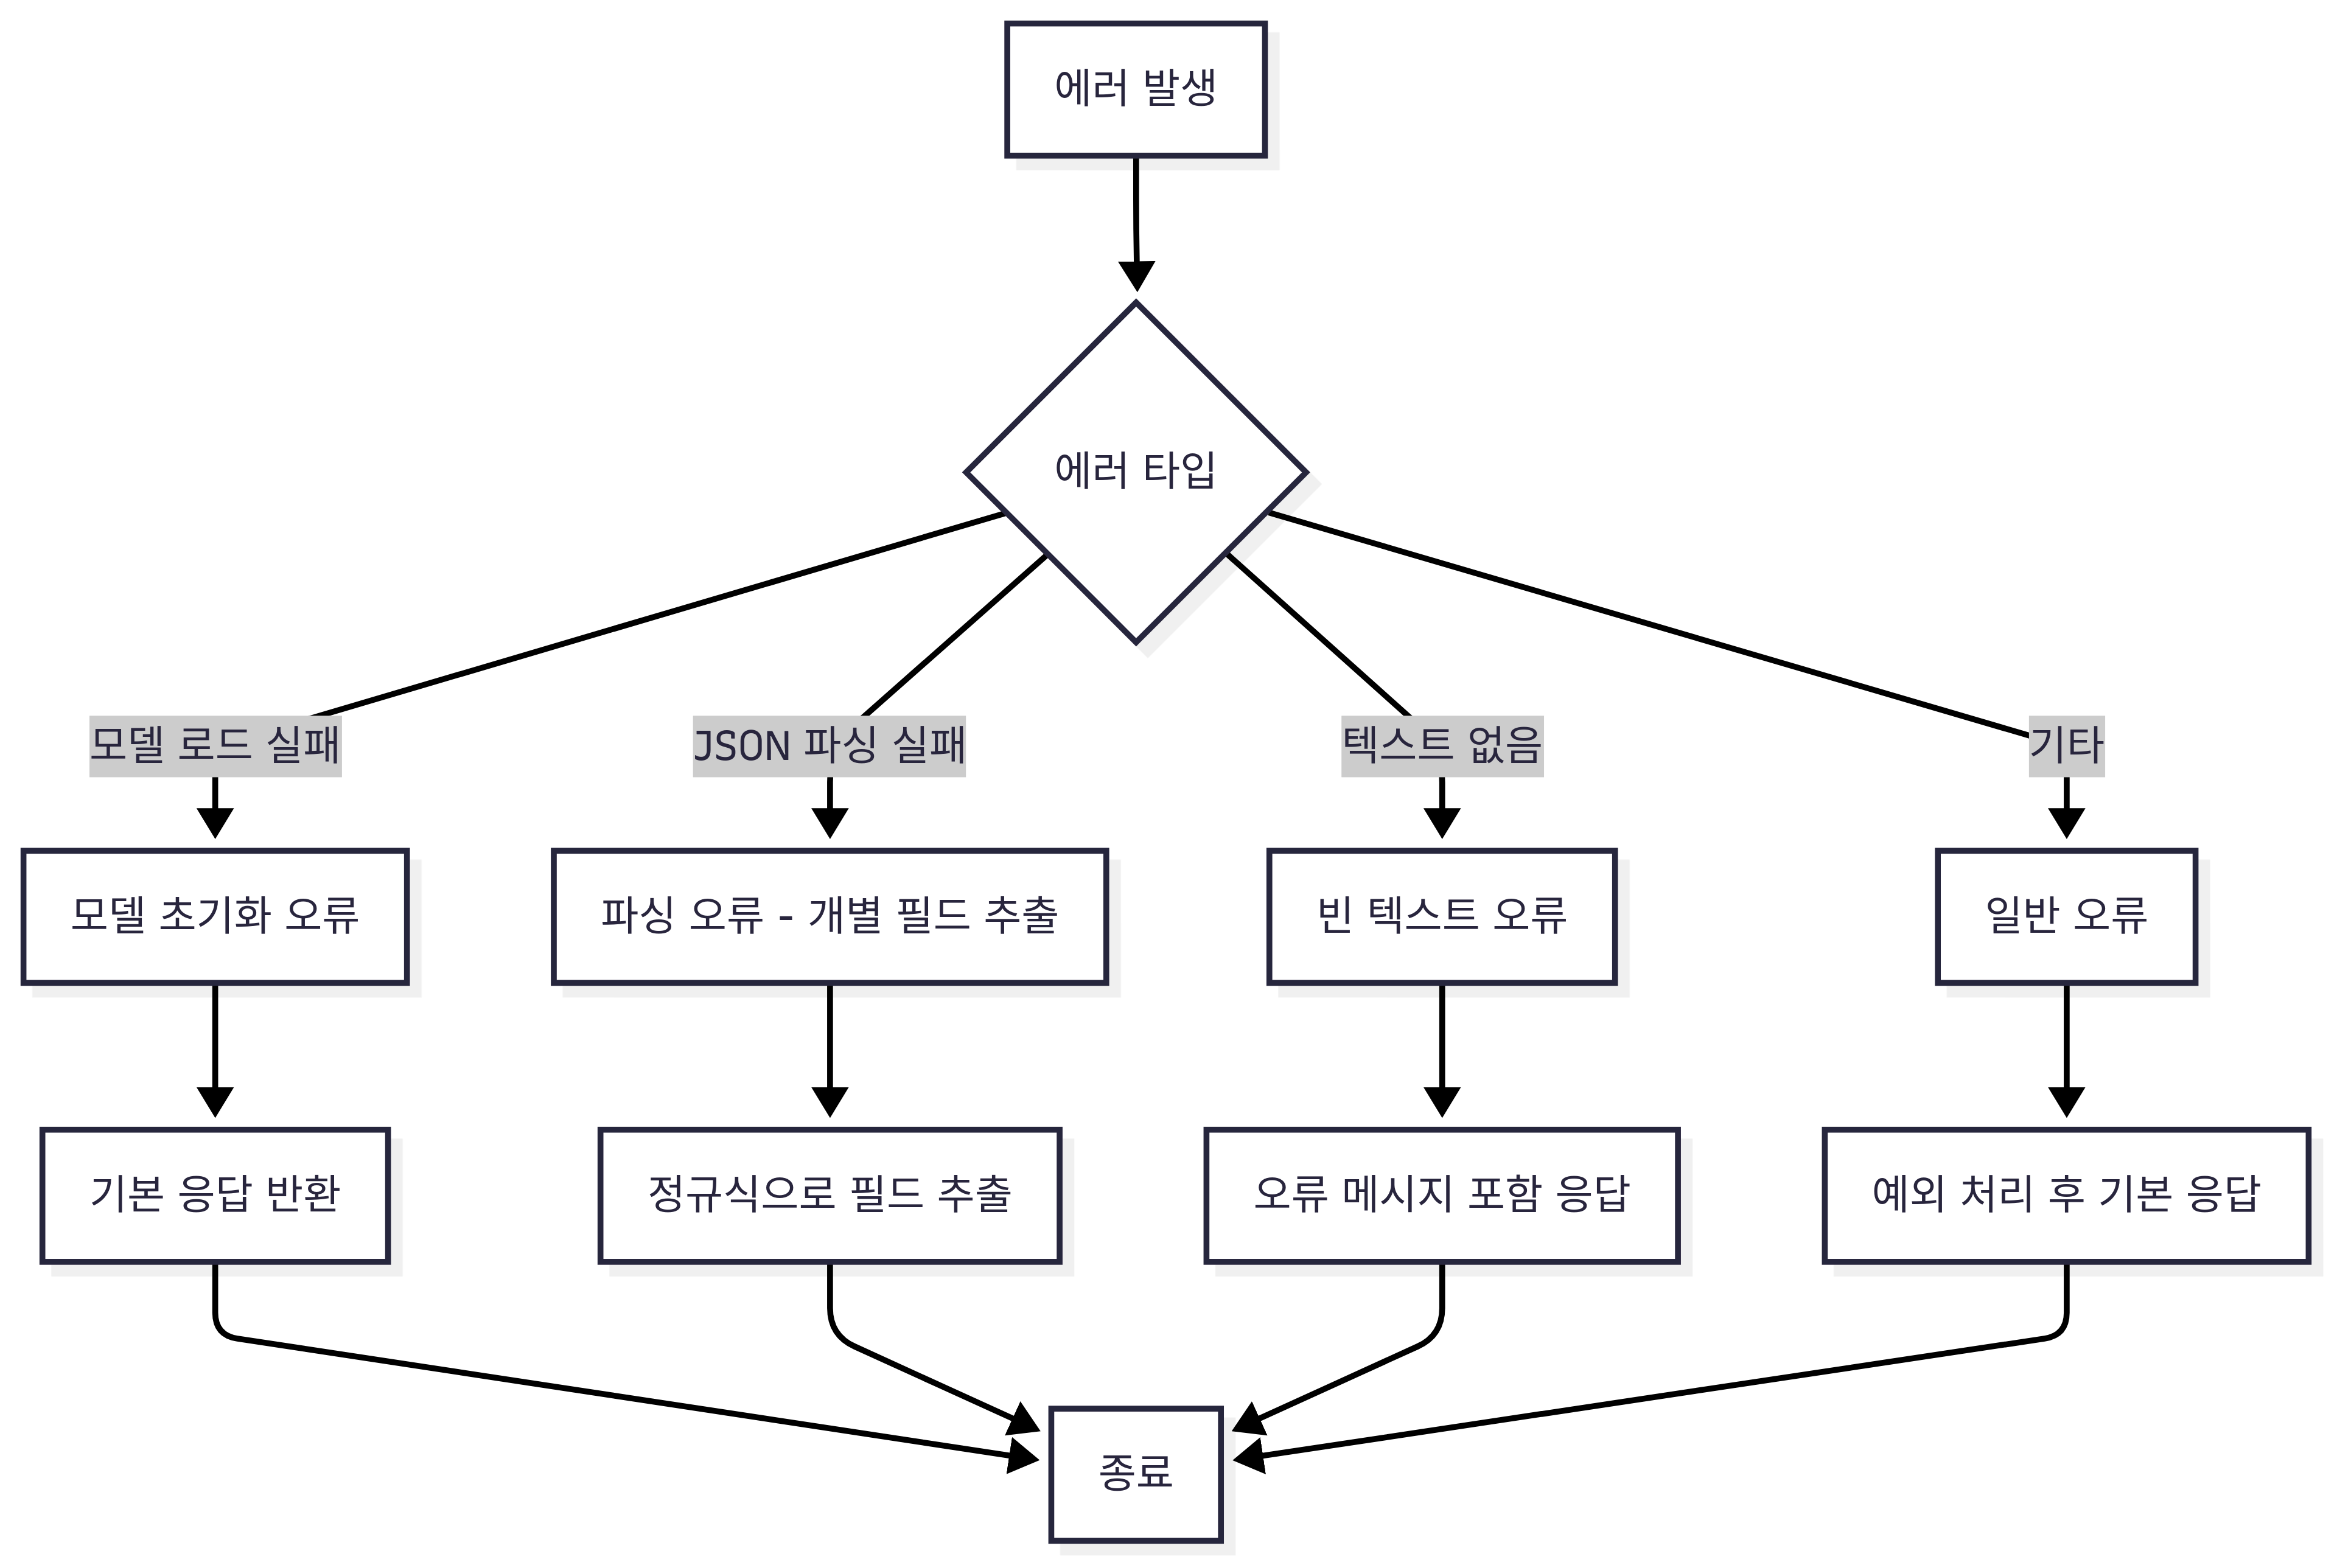 에러 발생
에러 타입
모델 로드 실패
JSON 파싱 실패
텍스트 없음
기타
모델 초기화 오류
파싱 오류 - 개별 필드 추출
빈 텍스트 오류
일반 오류
기본 응답 반환
정규식으로 필드 추출
오류 메시지 포함 응답
예외 처리 후 기본 응답
종료